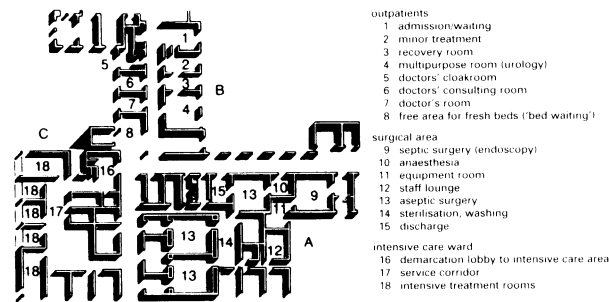 1
5
2
6
3
B
7
4
C
8
18
16
18
15
13
10
9
18
17
11
18
13
14
A
12
18
13
outpatients
1 admission/waiting
2 minor treatment
3 recovery room
4 multipurpose room (urology)
5 doctors' cloakroom
6 doctors' consulting room
7 doctor's room
8 free area for fresh beds ('bed waiting')
surgical area
9 septic surgery (endoscopy)
10 anaesthesia
11 equipment room
12 staff lounge
13 aseptic surgery
14 sterilisation, washing
15 discharge
intensive care ward
16 demarcation lobby to intensive care area
17 service corridor
18 intensive treatment rooms